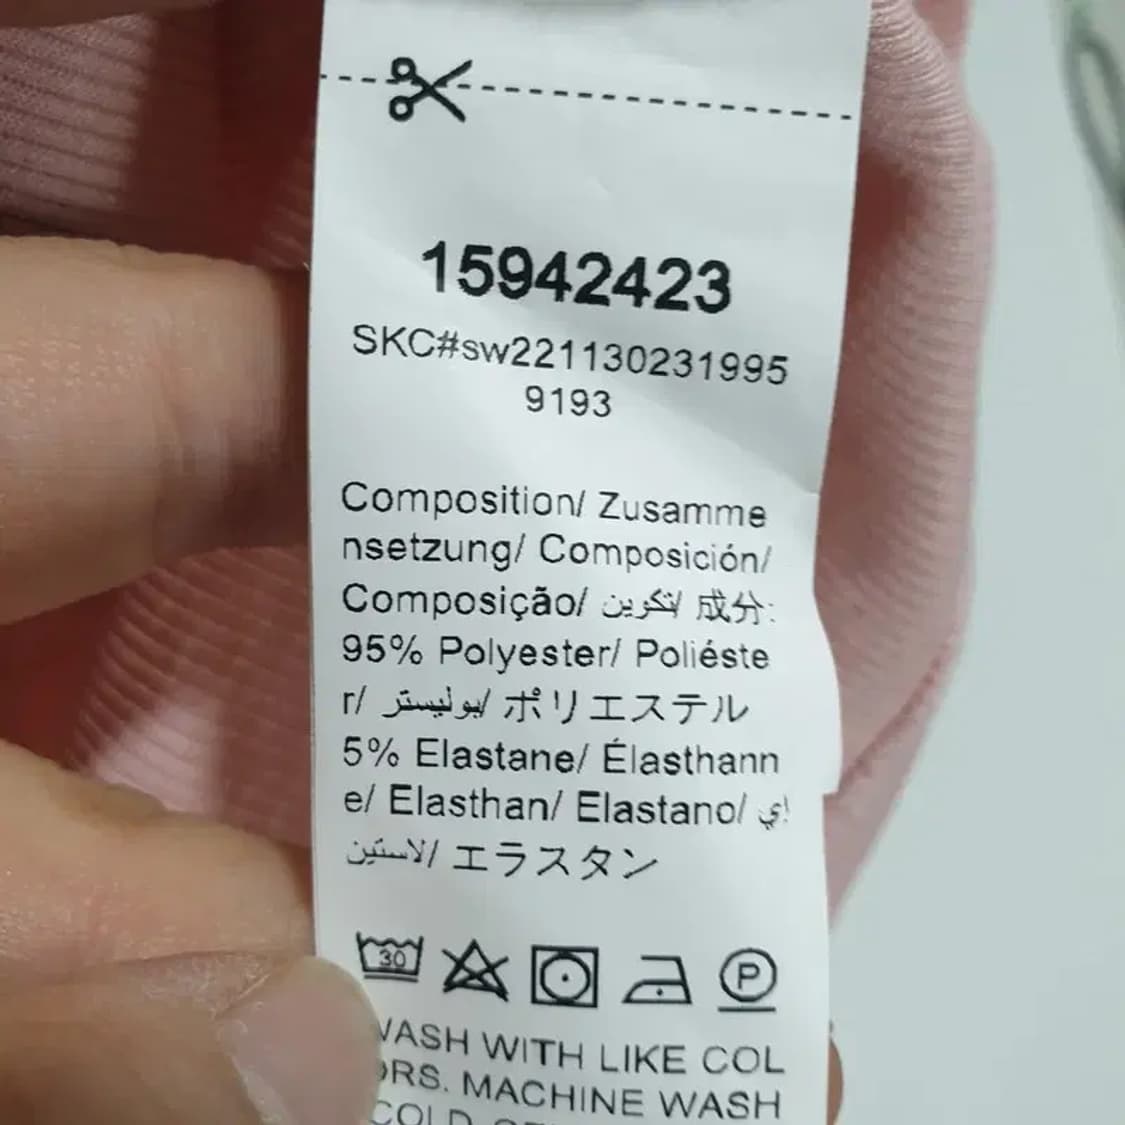 15942423
SKC#sw221130231995
9193
Composition/ Zusamme
nsetzung/ Composición/
Composição/ تكوين/ 成分:
95% Polyester/ Poliéste
r/ بوليستر/ ポリエステル
5% Elastane/ Élasthann
e/ Elasthan/ Elastano/ إي
لاستين/ エラスタン
30
P
WASH WITH LIKE COL
ORS. MACHINE WASH
COLD